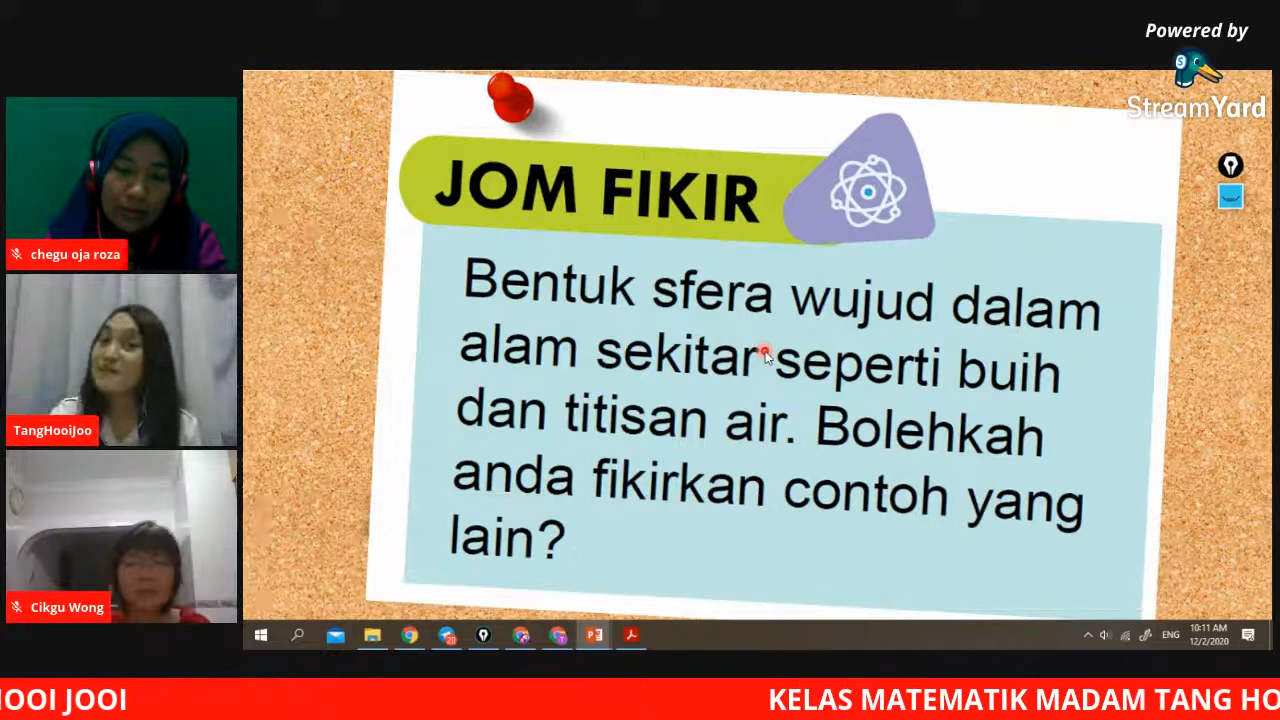 Powered by
StreamYard
JOM FIKIR
Bentuk sfera wujud dalam
alam sekitar seperti buih
dan titisan air. Bolehkah
anda fikirkan contoh yang
lain?
chegu oja roza
TangHooiJoo
Cikgu Wong
20
10:11 AM
ENG
12/2/2020
HOOI JOOI
KELAS MATEMATIK MADAM TANG HO